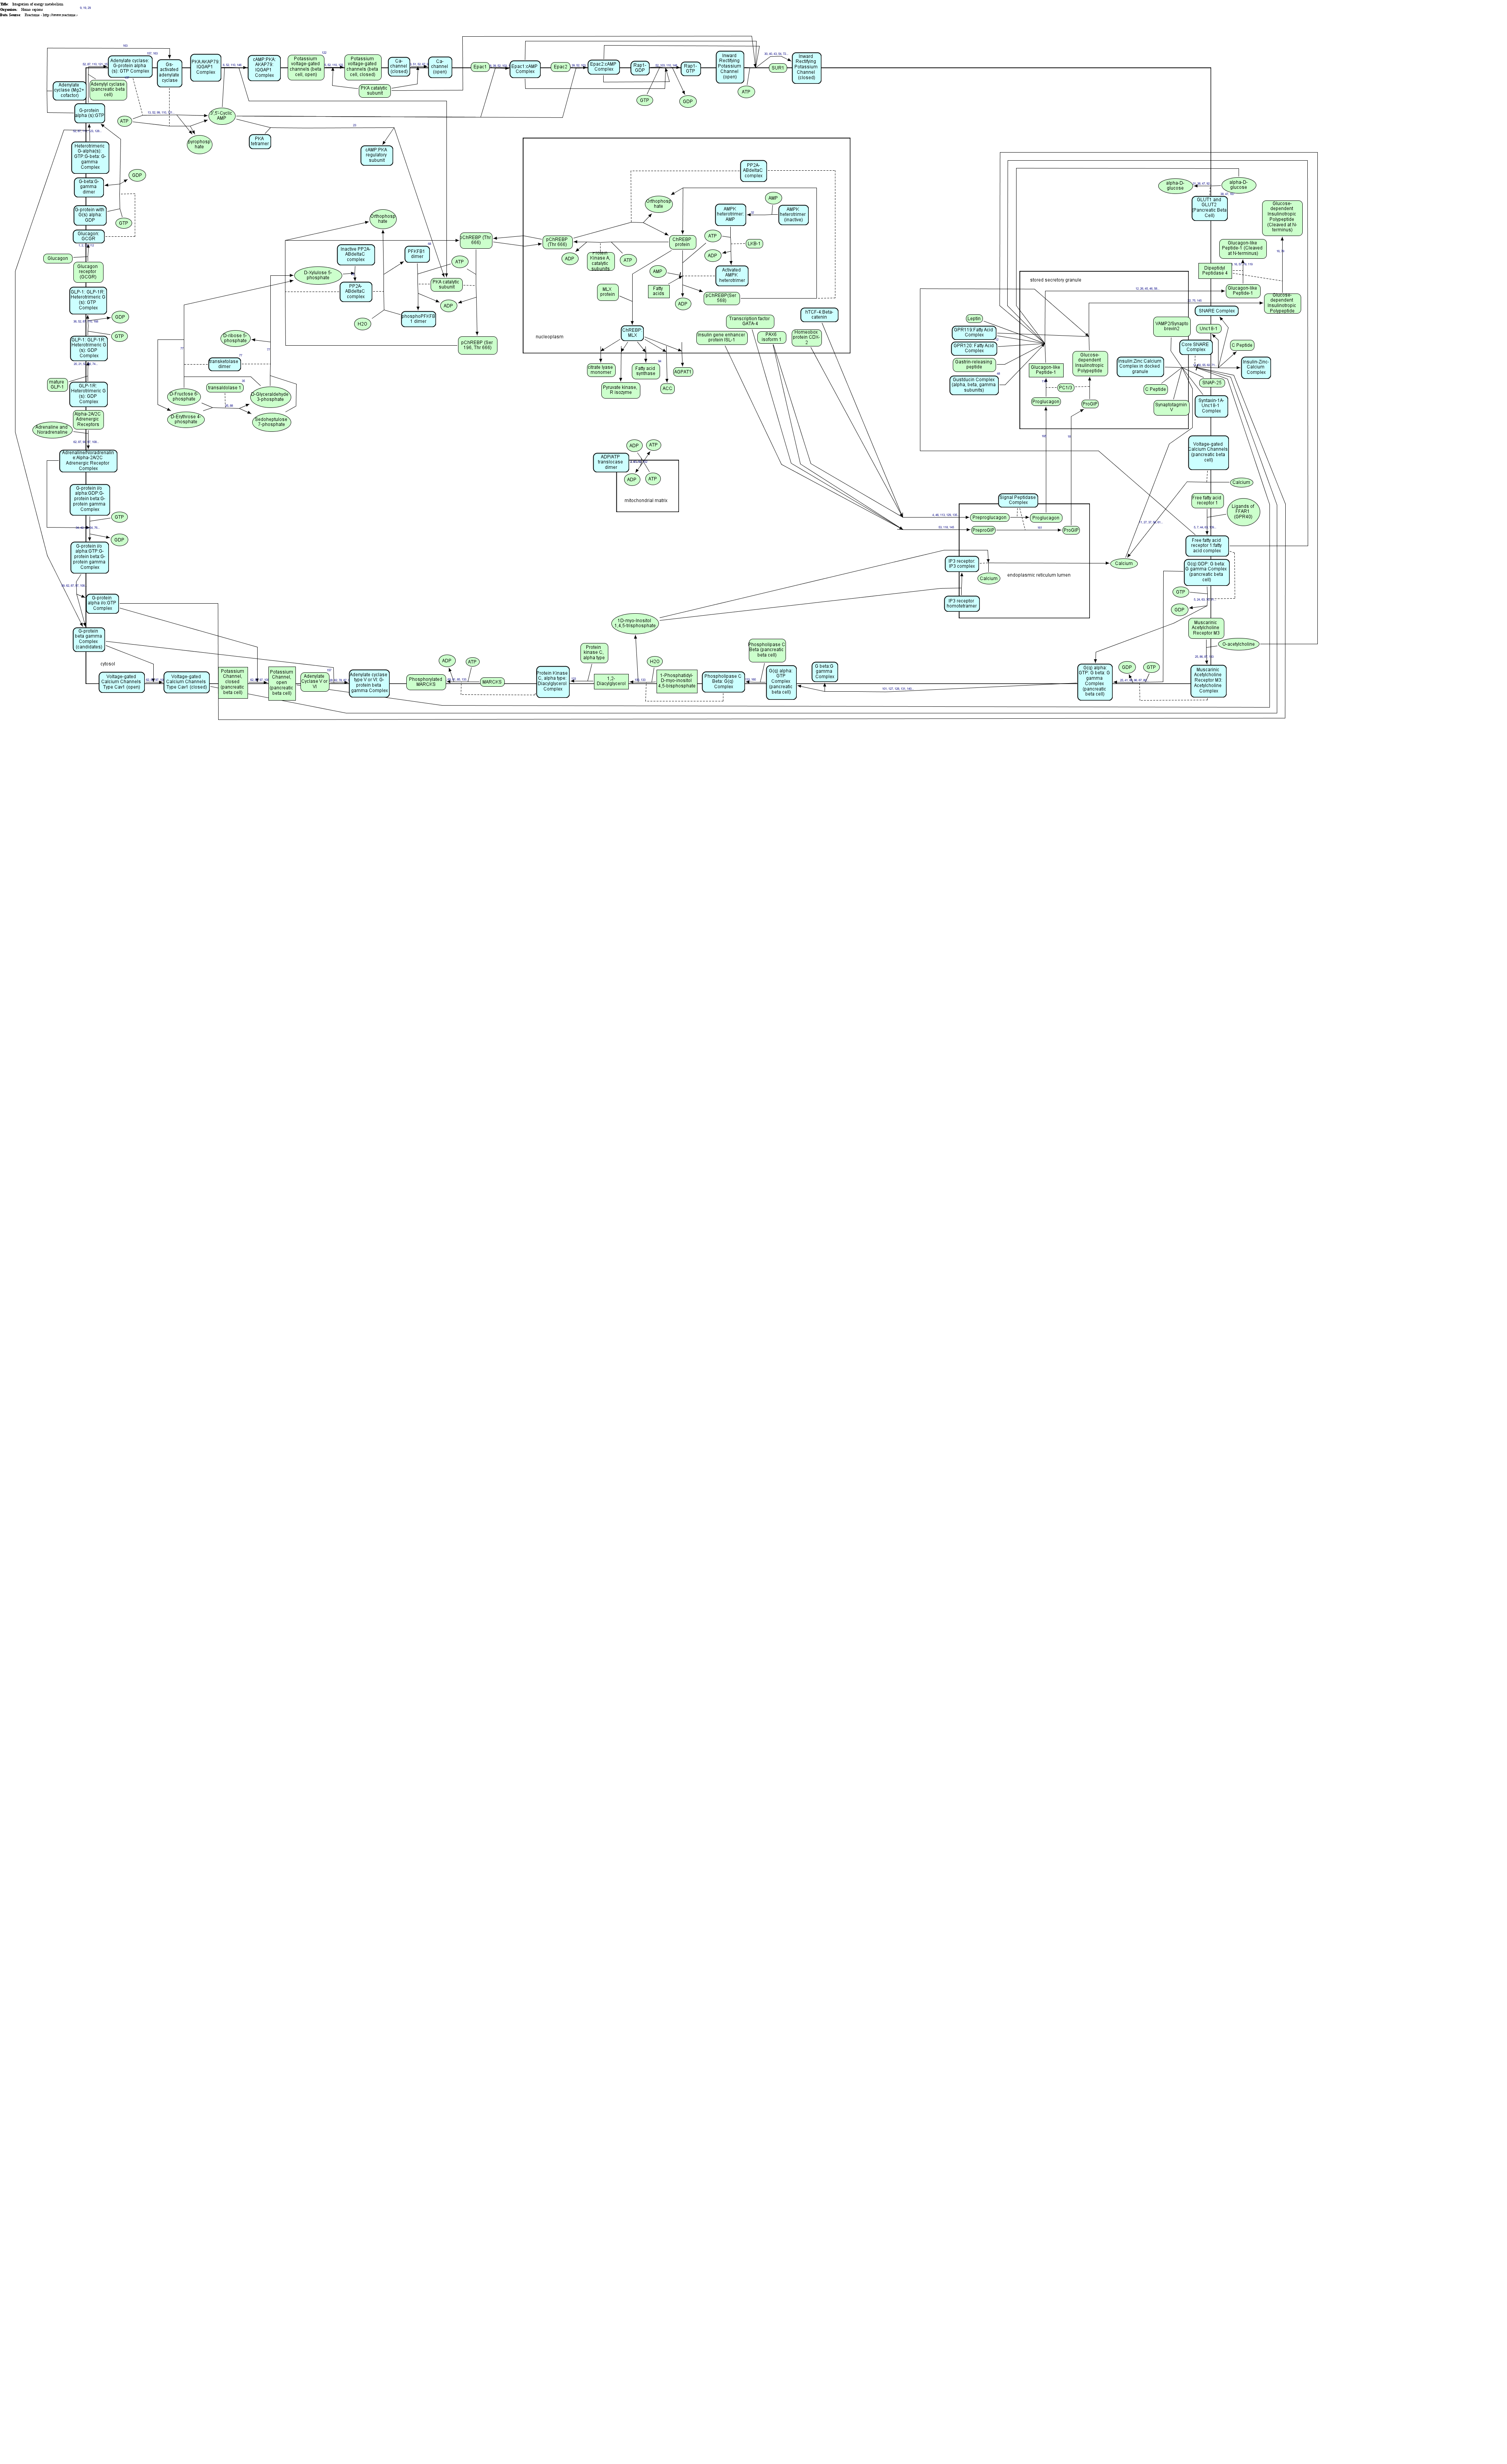 Title: Integration of energy metabolism
Organism: Homo sapiens
Adenylate cyclase:
G-protein alpha
(s): GTP Complex
Gs-
activated
adenylate
cyclase
PKA:AKAP79:
IQGAP1
Complex
cAMP:PKA:
AKAP79:
IQGAP1
Complex
Potassium
voltage-gated
channels (beta
cell, open)
Potassium
voltage-gated
channels (beta
cell, closed)
Ca-
channel
(closed)
Ca-
channel
(open)
PKA catalytic
subunit
Epac1
Epac1:cAMP
Complex
Epac2
Epac2:cAMP
Complex
Rap1-
GDP
Rap1-
GTP
GTP
GDP
Inward
Rectifying
Potassium
Channel
(open)
ATP
SUR1
Inward
Rectifying
Potassium
Channel
(closed)
Adenylate
cyclase (Mg2+
cofactor)
Adenylyl cyclase
(pancreatic beta
cell)
G-protein
alpha (s):GTP
ATP
3',5'-Cyclic
AMP
pyrophosp
hate
PKA
tetramer
cAMP:PKA
regulatory
subunit
Heterotrimeric
G-alpha(s):
GTP:G-beta: G-
gamma
Complex
GDP
G-beta:G-
gamma
dimer
G-protein with
G(s) alpha:
GDP
GTP
Glucagon:
GCGR
Glucagon
Glucagon
receptor
(GCGR)
GLP-1: GLP-1R:
Heterotrimeric G
(s): GTP
Complex
GDP
GTP
GLP-1: GLP-1R:
Heterotrimeric G
(s): GDP
Complex
mature
GLP-1
GLP-1R:
Heterotrimeric G
(s): GDP
Complex
Alpha-2A/2C
Adrenergic
Receptors
Adrenaline and
Noradrenaline
Adrenaline/Noradrenalin
e:Alpha-2A/2C
Adrenergic Receptor
Complex
G-protein i/o
alpha:GDP:G-
protein beta:G-
protein gamma
Complex
GTP
GDP
G-protein i/o
alpha:GTP:G-
protein beta:G-
protein gamma
Complex
G-protein
alpha i/o:GTP
Complex
G-protein
beta gamma
Complex
(candidates)
cytosol
Orthophosp
hate
Inactive PP2A-
ABdeltaC
complex
PFKFB1
dimer
D-Xylulose 5-
phosphate
PP2A-
ABdeltaC
complex
PKA catalytic
subunit
ATP
ADP
H2O
phosphoPFKFB
1 dimer
pChREBP (Thr
666)
pChREBP (Ser
196, Thr 666)
D-ribose 5-
phosphate
transketolase
dimer
transaldolase 1
D-Fructose 6-
phosphate
D-Glyceraldehyde
3-phosphate
D-Erythrose 4-
phosphate
Sedoheptulose
7-phosphate
PP2A-
ABdeltaC
complex
Orthophosp
hate
AMPK
heterotrimer:
AMP
AMP
AMPK
heterotrimer
(inactive)
pChREBP
(Thr 666)
ChREBP
protein
ATP
ADP
LKB-1
ADP
Protein
Kinase A,
catalytic
subunits
ATP
Activated
AMPK
heterotrimer
AMP
Fatty
acids
ADP
pChREBP(Ser
568)
MLX
protein
ChREBP:
MLX
nucleoplasm
citrate lyase
monomer
Pyruvate kinase,
R isozyme
Fatty acid
synthase
ACC
AGPAT1
Transcription factor
GATA-4
Insulin gene enhancer
protein ISL-1
PAX6
isoform 1
Homeobox
protein CDX-
2
hTCF-4:Beta-
catenin
ADP
ATP
ADP/ATP
translocase
dimer
ADP
ATP
mitochondrial matrix
alpha-D-
glucose
alpha-D-
glucose
GLUT1 and
GLUT2
(Pancreatic Beta
Cell)
Glucose-
dependent
Insulinotropic
Polypeptide
(Cleaved at N-
terminus)
Glucagon-like
Peptide-1 (Cleaved
at N-terminus)
Dipeptidyl
Peptidase 4
Glucagon-like
Peptide-1
Glucose-
dependent
Insulinotropic
Polypeptide
stored secretory granule
Leptin
GPR119:Fatty Acid
Complex
GPR120: Fatty Acid
Complex
Gastrin-releasing
peptide
Gustducin Complex
(alpha, beta, gamma
subunits)
Glucagon-like
Peptide-1
Glucose-
dependent
Insulinotropic
Polypeptide
PC1/3
Proglucagon
ProGIP
SNARE Complex
VAMP2/Synapto
brevin2
Unc18-1
Core SNARE
Complex
C Peptide
Insulin:Zinc:Calcium
Complex in docked
granule
Insulin-Zinc-
Calcium
Complex
C Peptide
SNAP-25
Synaptotagmin
V
Syntaxin-1A-
Unc18-1
Complex
Voltage-gated
Calcium Channels
(pancreatic beta
cell)
Calcium
Free fatty acid
receptor 1
Ligands of
FFAR1
(GPR40)
Free fatty acid
receptor 1:fatty
acid complex
G(q) GDP: G beta:
G gamma Complex
(pancreatic beta
cell)
GTP
GDP
Signal Peptidase
Complex
Preproglucagon
Proglucagon
PreproGIP
ProGIP
IP3 receptor:
IP3 complex
endoplasmic reticulum lumen
Calcium
Calcium
IP3 receptor
homotetramer
1D-myo-inositol
1,4,5-trisphosphate
Muscarinic
Acetylcholine
Receptor M3
O-acetylcholine
Voltage-gated
Calcium Channels
Type Cav1 (open)
Voltage-gated
Calcium Channels
Type Cav1 (closed)
Potassium
Channel,
closed
(pancreatic
beta cell)
Potassium
Channel,
open
(pancreatic
beta cell)
Adenylate
Cyclase V or
VI
Adenylate cyclase
type V or VI: G-
protein beta
gamma Complex
Phosphorylated
MARCKS
ADP
ATP
MARCKS
Protein Kinase
C, alpha type:
Diacylglycerol
Complex
Protein
kinase C,
alpha type
1,2-
Diacylglycerol
H2O
1-Phosphatidyl-
D-myo-inositol
4,5-bisphosphate
Phospholipase C
Beta: G(q)
Complex
Phospholipase C
Beta (pancreatic
beta cell)
G(q) alpha:
GTP
Complex
(pancreatic
beta cell)
G beta:G
gamma
Complex
G(q) alpha
GTP: G beta: G
gamma
Complex
(pancreatic
beta cell)
GDP
GTP
Muscarinic
Acetylcholine
Receptor M3:
Acetylcholine
Complex